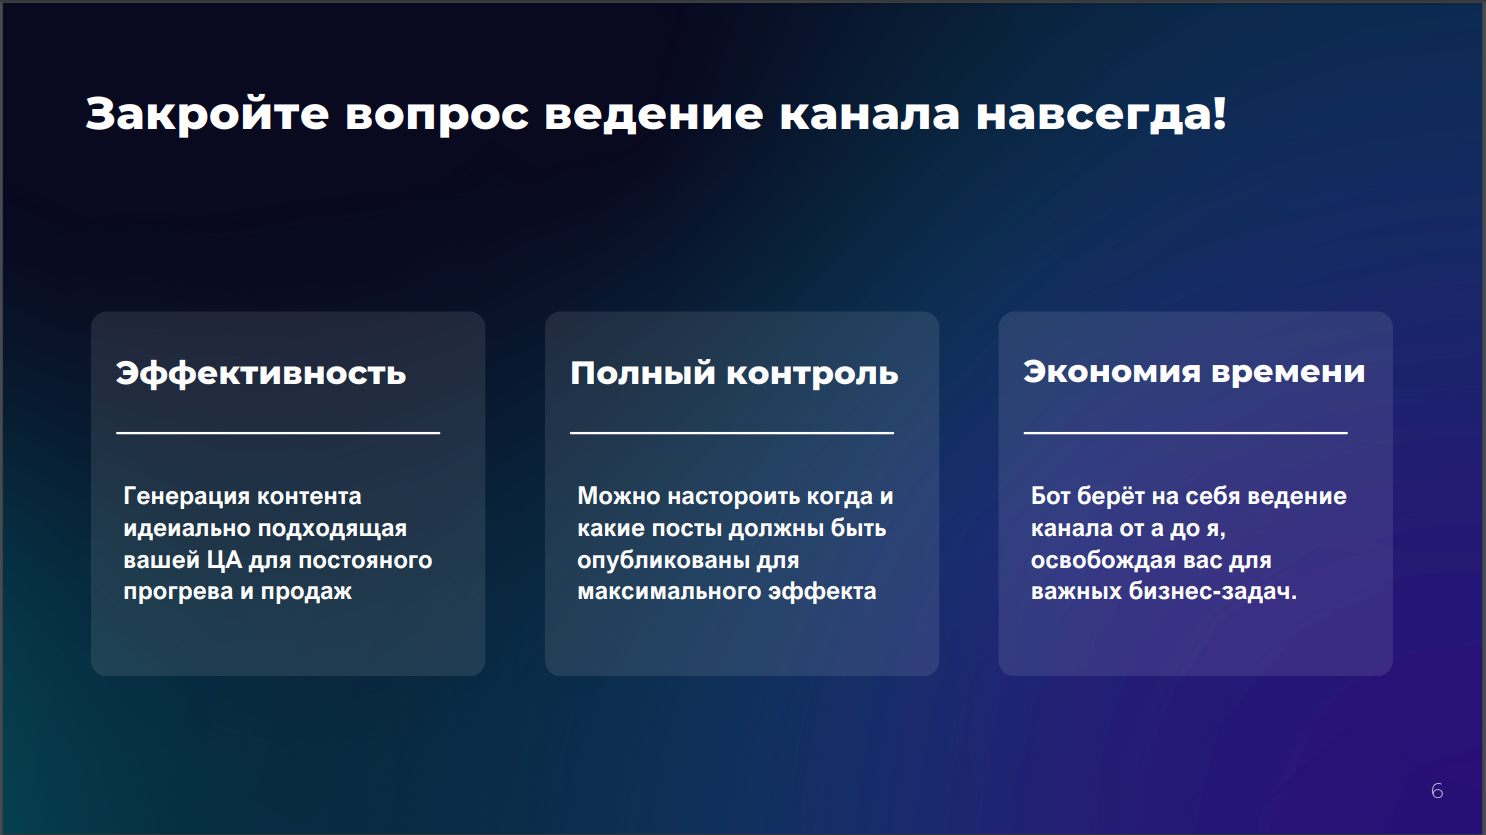 Закройте вопрос ведение канала навсегда!
Эффективность
Генерация контента
идеиально подходящая
вашей ЦА для постояного
прогрева и продаж
Полный контроль
Можно настороить когда и
какие посты должны быть
опубликованы для
максимального эффекта
Экономия времени
Бот берёт на себя ведение
канала от а до я,
освобождая вас для
важных бизнес-задач.
6